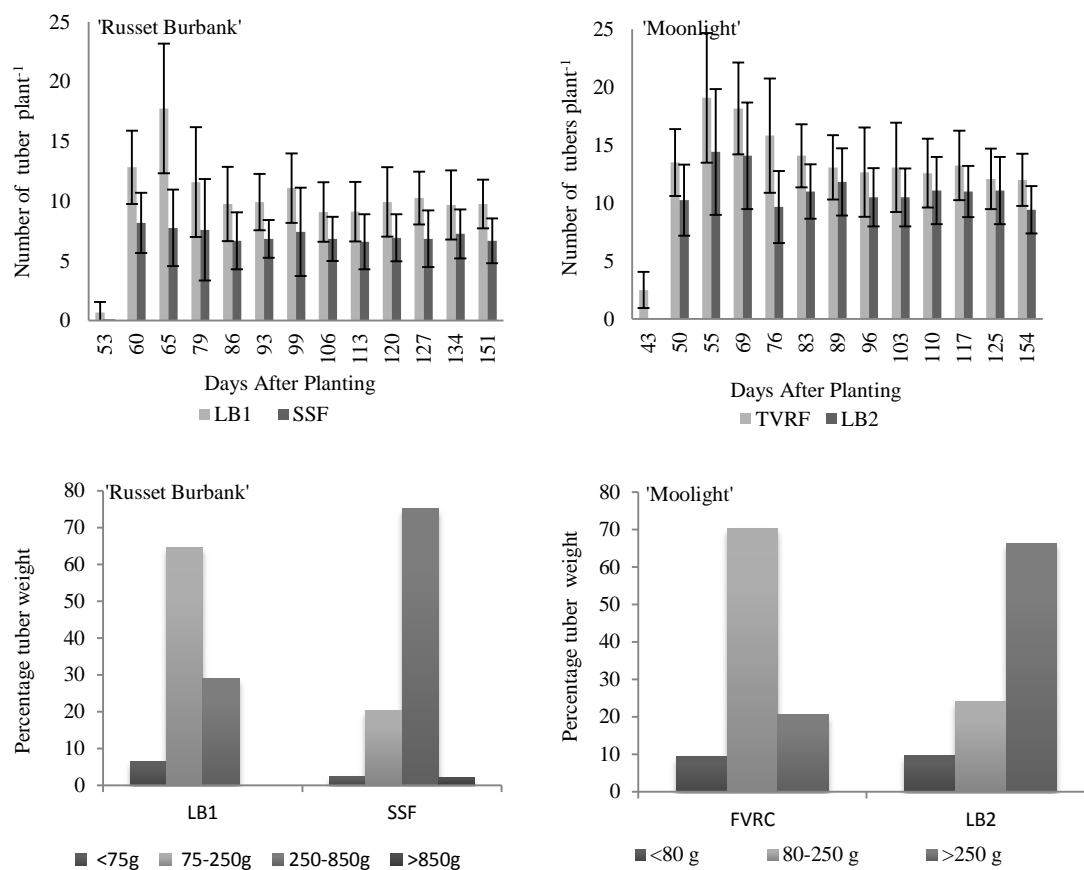 'Russet Burbank'
Number of tuber plant-1
25
20
15
10
5
0
53 60 65 79 86 93 99 106 113 120 127 134 151
Days After Planting
LB1 SSF
'Moonlight'
Number of tubers plant-1
25
20
15
10
5
0
43 50 55 69 76 83 89 96 103 110 117 125 154
Days After Planting
TVRF LB2
'Russet Burbank'
Percentage tuber weight
80
70
60
50
40
30
20
10
0
LB1 SSF
<75g 75-250g 250-850g >850g
'Moolight'
Percentage tuber weight
80
70
60
50
40
30
20
10
0
FVRC LB2
<80 g 80-250 g >250 g